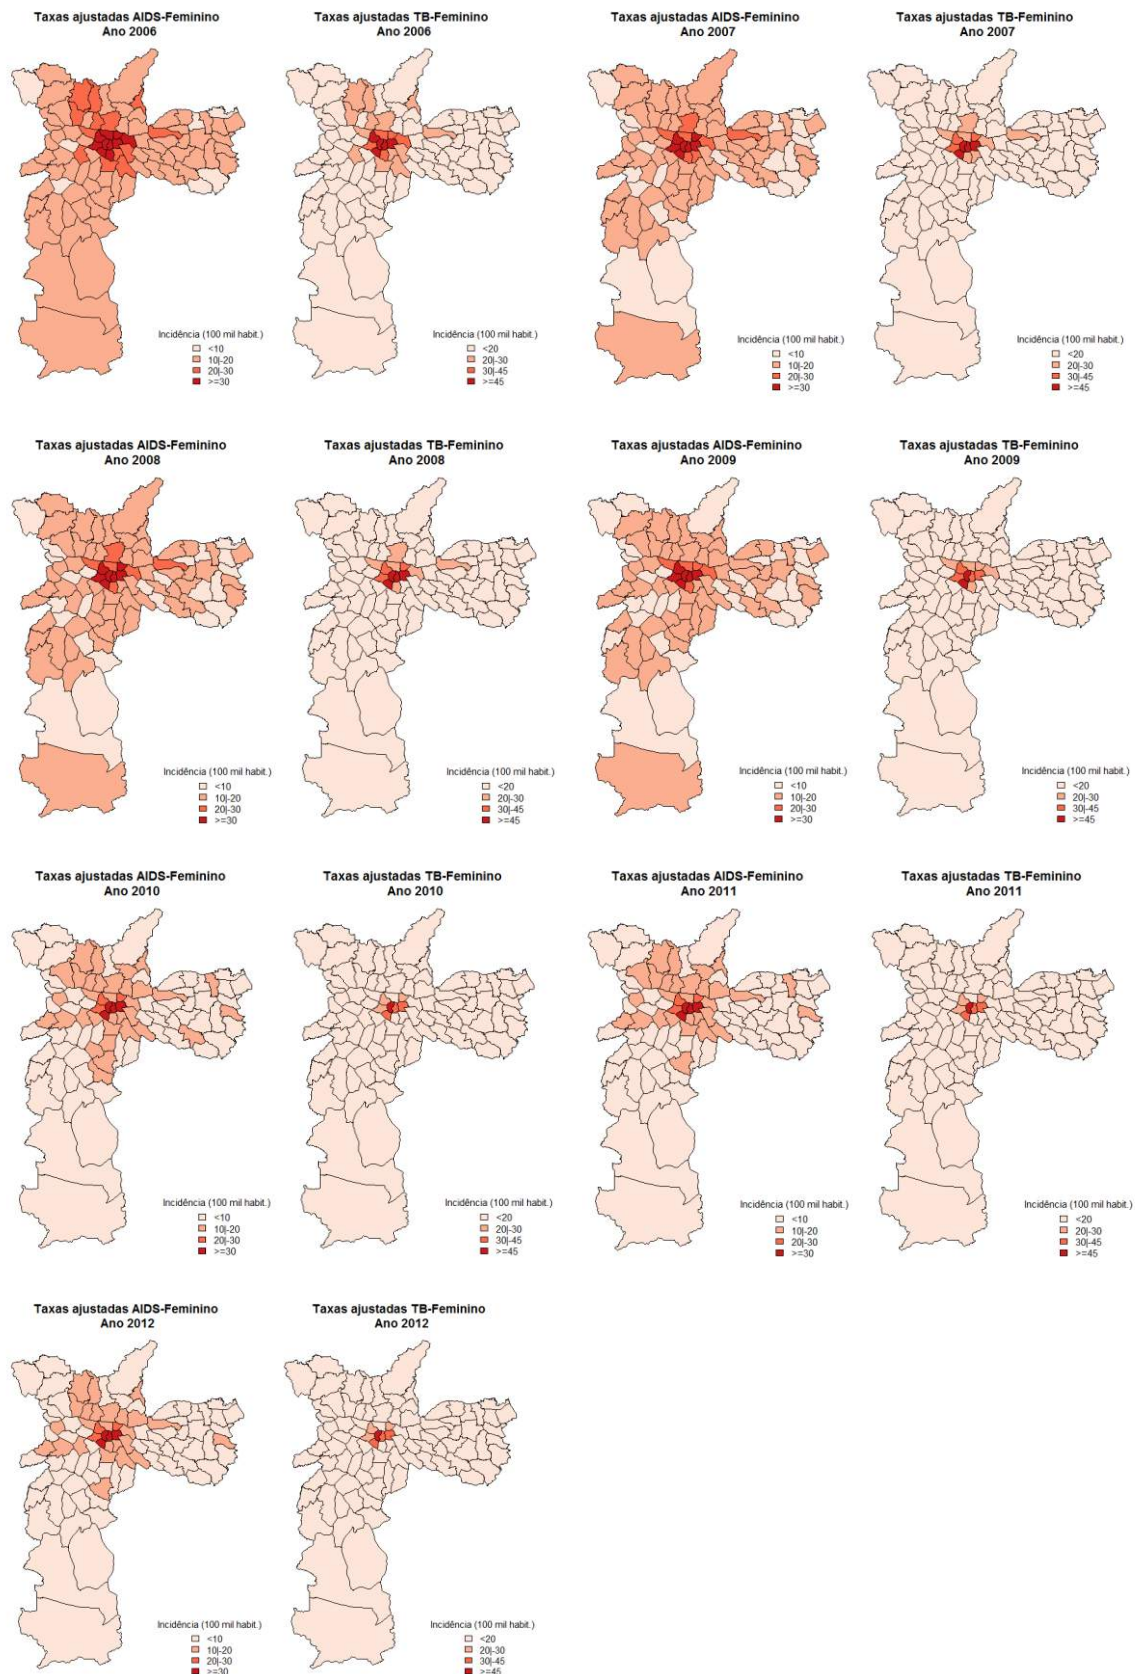 Taxas ajustadas AIDS-Feminino
Ano 2006
Incidência (100 mil habit.)
<10
10|-20
20|-30
>=30
Taxas ajustadas TB-Feminino
Ano 2006
Incidência (100 mil habit.)
<20
20|-30
30|-45
>=45
Taxas ajustadas AIDS-Feminino
Ano 2007
Incidência (100 mil habit.)
<10
10|-20
20|-30
>=30
Taxas ajustadas TB-Feminino
Ano 2007
Incidência (100 mil habit.)
<20
20|-30
30|-45
>=45
Taxas ajustadas AIDS-Feminino
Ano 2008
Incidência (100 mil habit.)
<10
10|-20
20|-30
>=30
Taxas ajustadas TB-Feminino
Ano 2008
Incidência (100 mil habit.)
<20
20|-30
30|-45
>=45
Taxas ajustadas AIDS-Feminino
Ano 2009
Incidência (100 mil habit.)
<10
10|-20
20|-30
>=30
Taxas ajustadas TB-Feminino
Ano 2009
Incidência (100 mil habit.)
<20
20|-30
30|-45
>=45
Taxas ajustadas AIDS-Feminino
Ano 2010
Incidência (100 mil habit.)
<10
10|-20
20|-30
>=30
Taxas ajustadas TB-Feminino
Ano 2010
Incidência (100 mil habit.)
<20
20|-30
30|-45
>=45
Taxas ajustadas AIDS-Feminino
Ano 2011
Incidência (100 mil habit.)
<10
10|-20
20|-30
>=30
Taxas ajustadas TB-Feminino
Ano 2011
Incidência (100 mil habit.)
<20
20|-30
30|-45
>=45
Taxas ajustadas AIDS-Feminino
Ano 2012
Incidência (100 mil habit.)
<10
10|-20
20|-30
>=30
Taxas ajustadas TB-Feminino
Ano 2012
Incidência (100 mil habit.)
<20
20|-30
30|-45
>=45